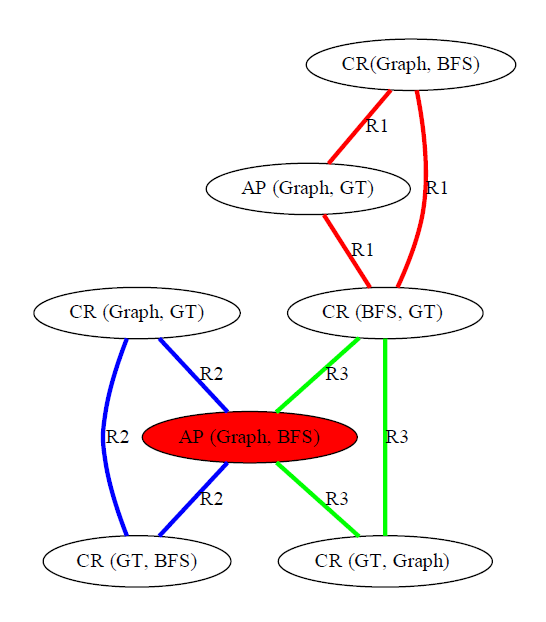 CR(Graph, BFS)
R1
AP (Graph, GT)
R1
R1
CR (Graph, GT)
CR (BFS, GT)
R2
R3
R2
AP (Graph, BFS)
R3
R2
R3
CR (GT, BFS)
CR (GT, Graph)